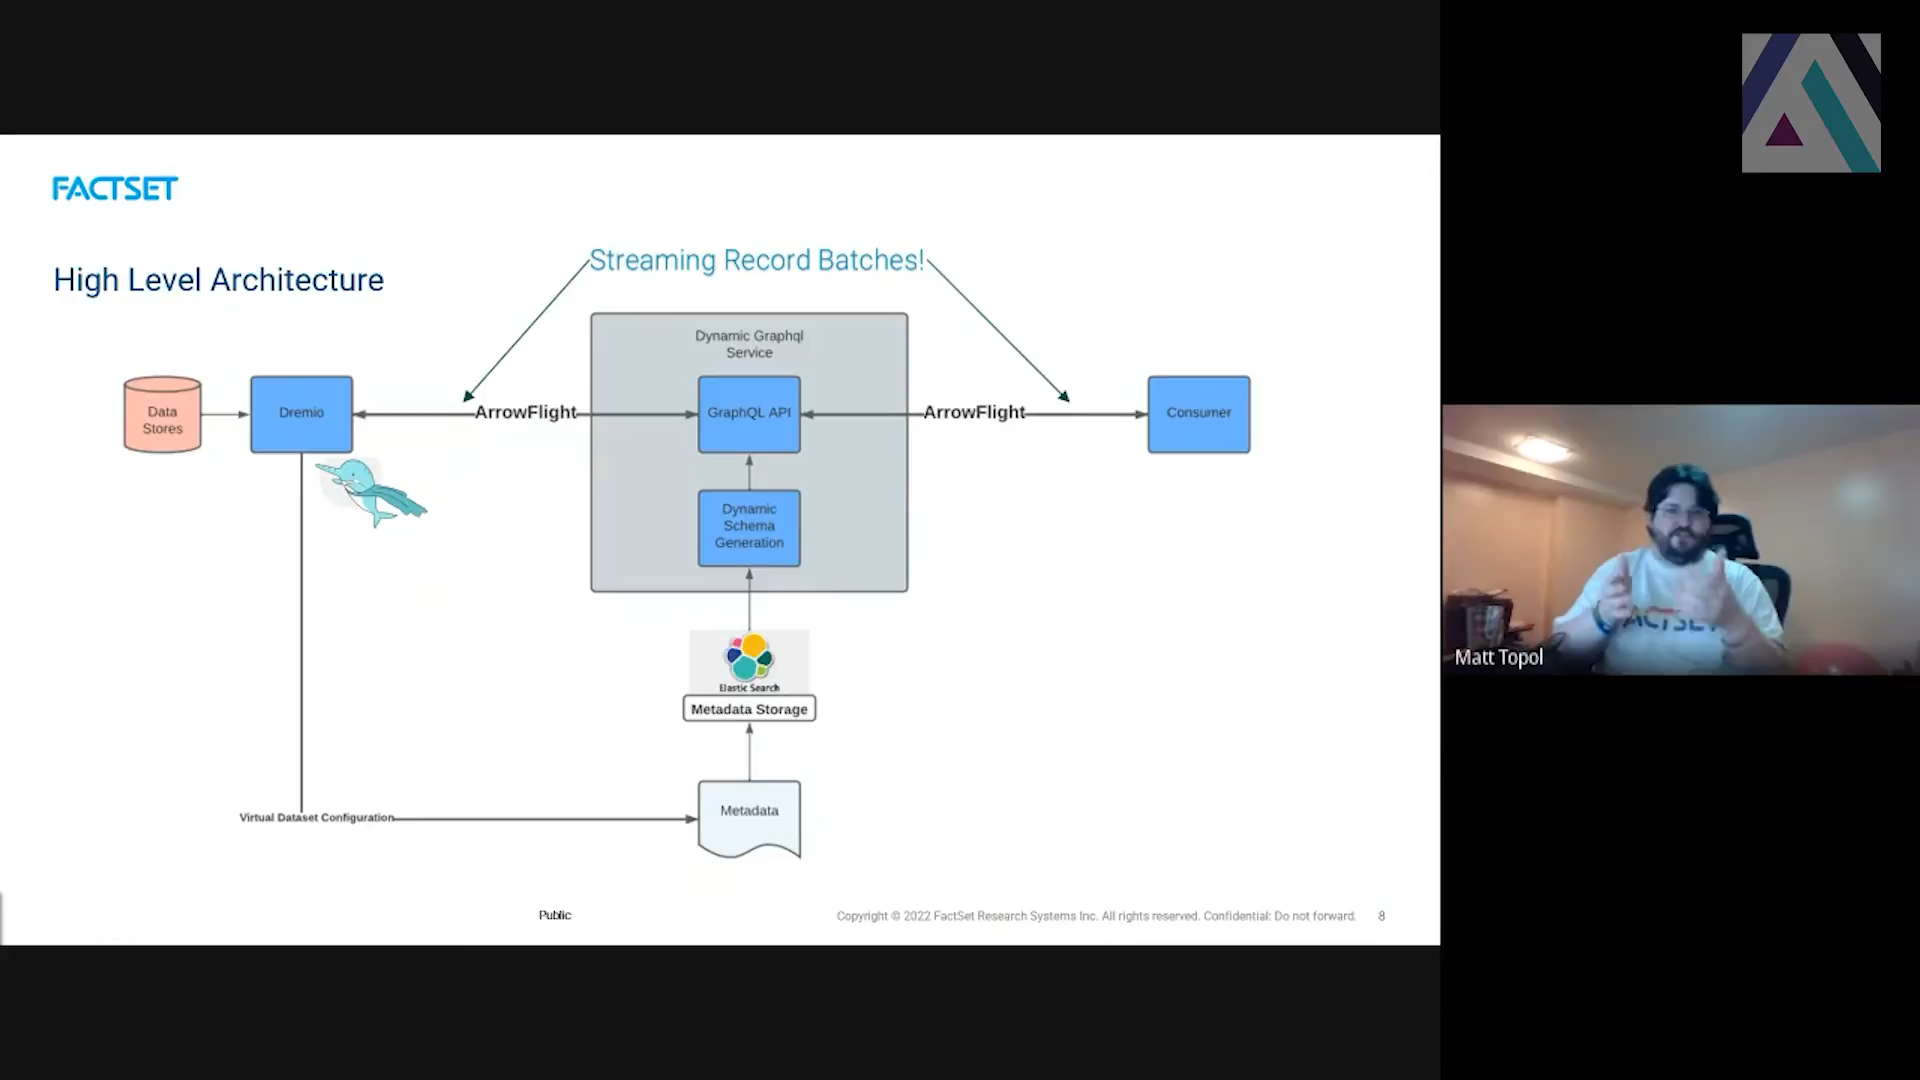 FACTSET
High Level Architecture
Streaming Record Batches!
Dynamic Graphql
Service
Data
Stores
Dremio
ArrowFlight
GraphQL API
ArrowFlight
Consumer
Dynamic
Schema
Generation
Elastic Search
Metadata Storage
Metadata
Virtual Dataset Configuration
Public
Copyright © 2022 FactSet Research Systems Inc. All rights reserved. Confidential: Do not forward.
8
FACTSET
Matt Topol